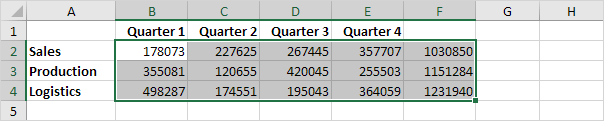 A B C D E F G H
1 Quarter 1 Quarter 2 Quarter 3 Quarter 4
2 Sales 178073 227625 267445 357707 1030850
3 Production 355081 120655 420045 255503 1151284
4 Logistics 498287 174551 195043 364059 1231940
5